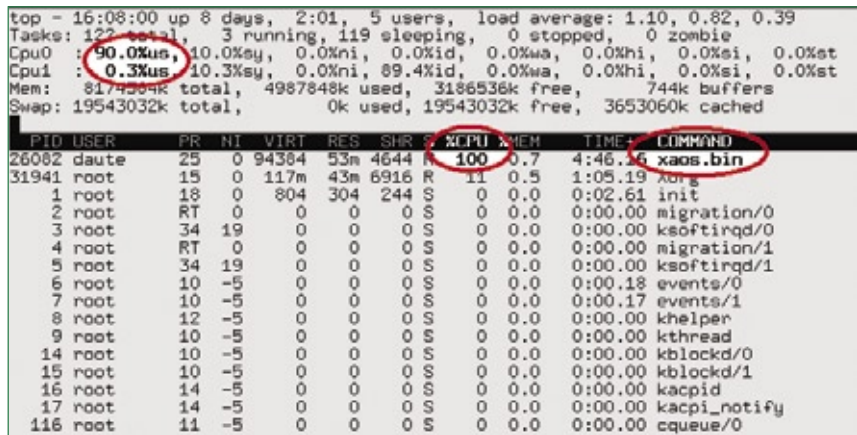 top - 16:08:00 up 8 days, 2:01, 5 users, load average: 1.10, 0.82, 0.39
Tasks: 122 total, 3 running, 119 sleeping, 0 stopped, 0 zombie
Cpu0 : 90.0%us, 10.0%sy, 0.0%ni, 0.0%id, 0.0%wa, 0.0%hi, 0.0%si, 0.0%st
Cpu1 : 0.3%us, 10.3%sy, 0.0%ni, 89.4%id, 0.0%wa, 0.0%hi, 0.0%si, 0.0%st
Mem: total, 4987848k used, 3186536k free, 744k buffers
Swap: 19543032k total, 0k used, 19543032k free, 3653060k cached
PID USER PR NI VIRT RES SHR S %CPU %MEM TIME+ COMMAND
26082 daute 25 0 94384 53m 4644 R 100 0.7 4:46.16 xaos.bin
31941 root 15 0 117m 43m 6916 R 11 0.5 1:05.19 Xorg
1 root 18 0 804 304 244 S 0 0.0 0:02.61 init
2 root RT 0 0 0 0 S 0 0.0 0:00.00 migration/0
3 root 34 19 0 0 0 S 0 0.0 0:00.00 ksoftirqd/0
4 root RT 0 0 0 0 S 0 0.0 0:00.00 migration/1
5 root 34 19 0 0 0 S 0 0.0 0:00.00 ksoftirqd/1
6 root 10 -5 0 0 0 S 0 0.0 0:00.18 events/0
7 root 10 -5 0 0 0 S 0 0.0 0:00.17 events/1
8 root 12 -5 0 0 0 S 0 0.0 0:00.00 khelper
9 root 10 -5 0 0 0 S 0 0.0 0:00.00 kthread
14 root 10 -5 0 0 0 S 0 0.0 0:00.00 kblockd/0
15 root 10 -5 0 0 0 S 0 0.0 0:00.00 kblockd/1
16 root 14 -5 0 0 0 S 0 0.0 0:00.00 kacpid
17 root 14 -5 0 0 0 S 0 0.0 0:00.00 kacpi_notify
116 root 11 -5 0 0 0 S 0 0.0 0:00.00 cqueue/0